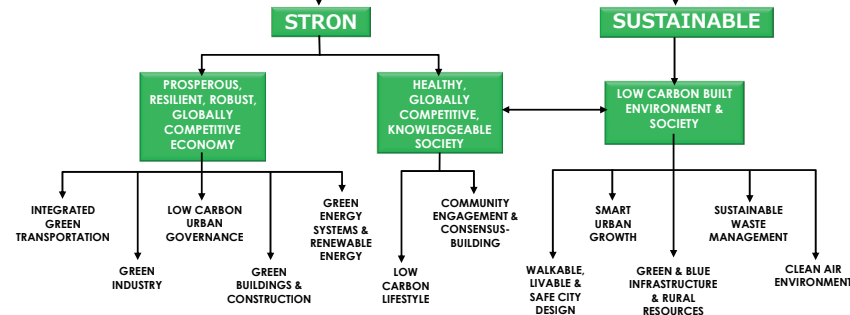 STRON
SUSTAINABLE
PROSPEROUS,
RESILIENT, ROBUST,
GLOBALLY
COMPETITIVE
ECONOMY
HEALTHY,
GLOBALLY
COMPETITIVE,
KNOWLEDGEABLE
SOCIETY
LOW CARBON BUILT
ENVIRONMENT &
SOCIETY
INTEGRATED
GREEN
TRANSPORTATION
GREEN
INDUSTRY
LOW CARBON
URBAN
GOVERNANCE
GREEN
BUILDINGS &
CONSTRUCTION
GREEN
ENERGY
SYSTEMS &
RENEWABLE
ENERGY
LOW
CARBON
LIFESTYLE
COMMUNITY
ENGAGEMENT &
CONSENSUS-
BUILDING
WALKABLE,
LIVABLE &
SAFE CITY
DESIGN
SMART
URBAN
GROWTH
GREEN & BLUE
INFRASTRUCTURE
& RURAL
RESOURCES
SUSTAINABLE
WASTE
MANAGEMENT
CLEAN AIR
ENVIRONMENT